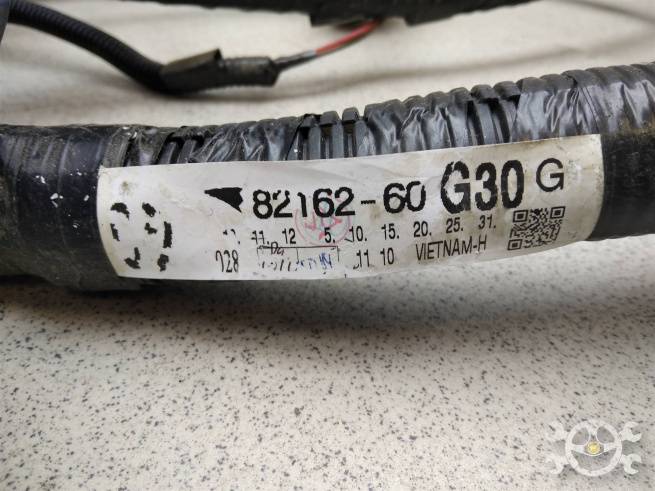 82162-60 G30 G
11. 12 5. 10. 15. 20. 25. 31.
028 11 10 VIETNAM-H